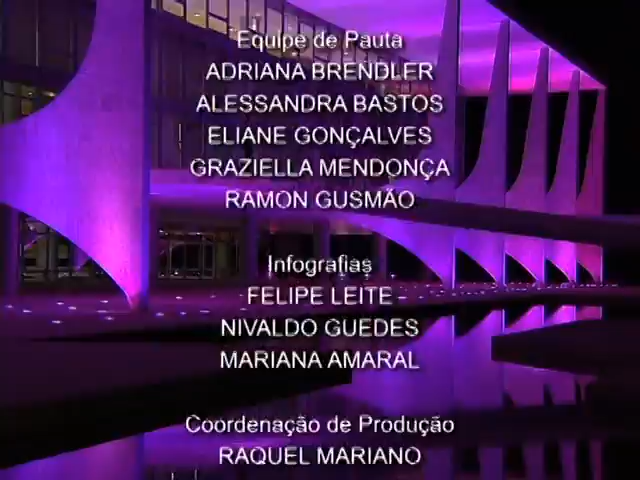 Equipe de Pauta
ADRIANA BRENDLER
ALESSANDRA BASTOS
ELIANE GONÇALVES
GRAZIELLA MENDONÇA
RAMON GUSMÃO
Infografias
FELIPE LEITE
NIVALDO GUEDES
MARIANA AMARAL
Coordenação de Produção
RAQUEL MARIANO